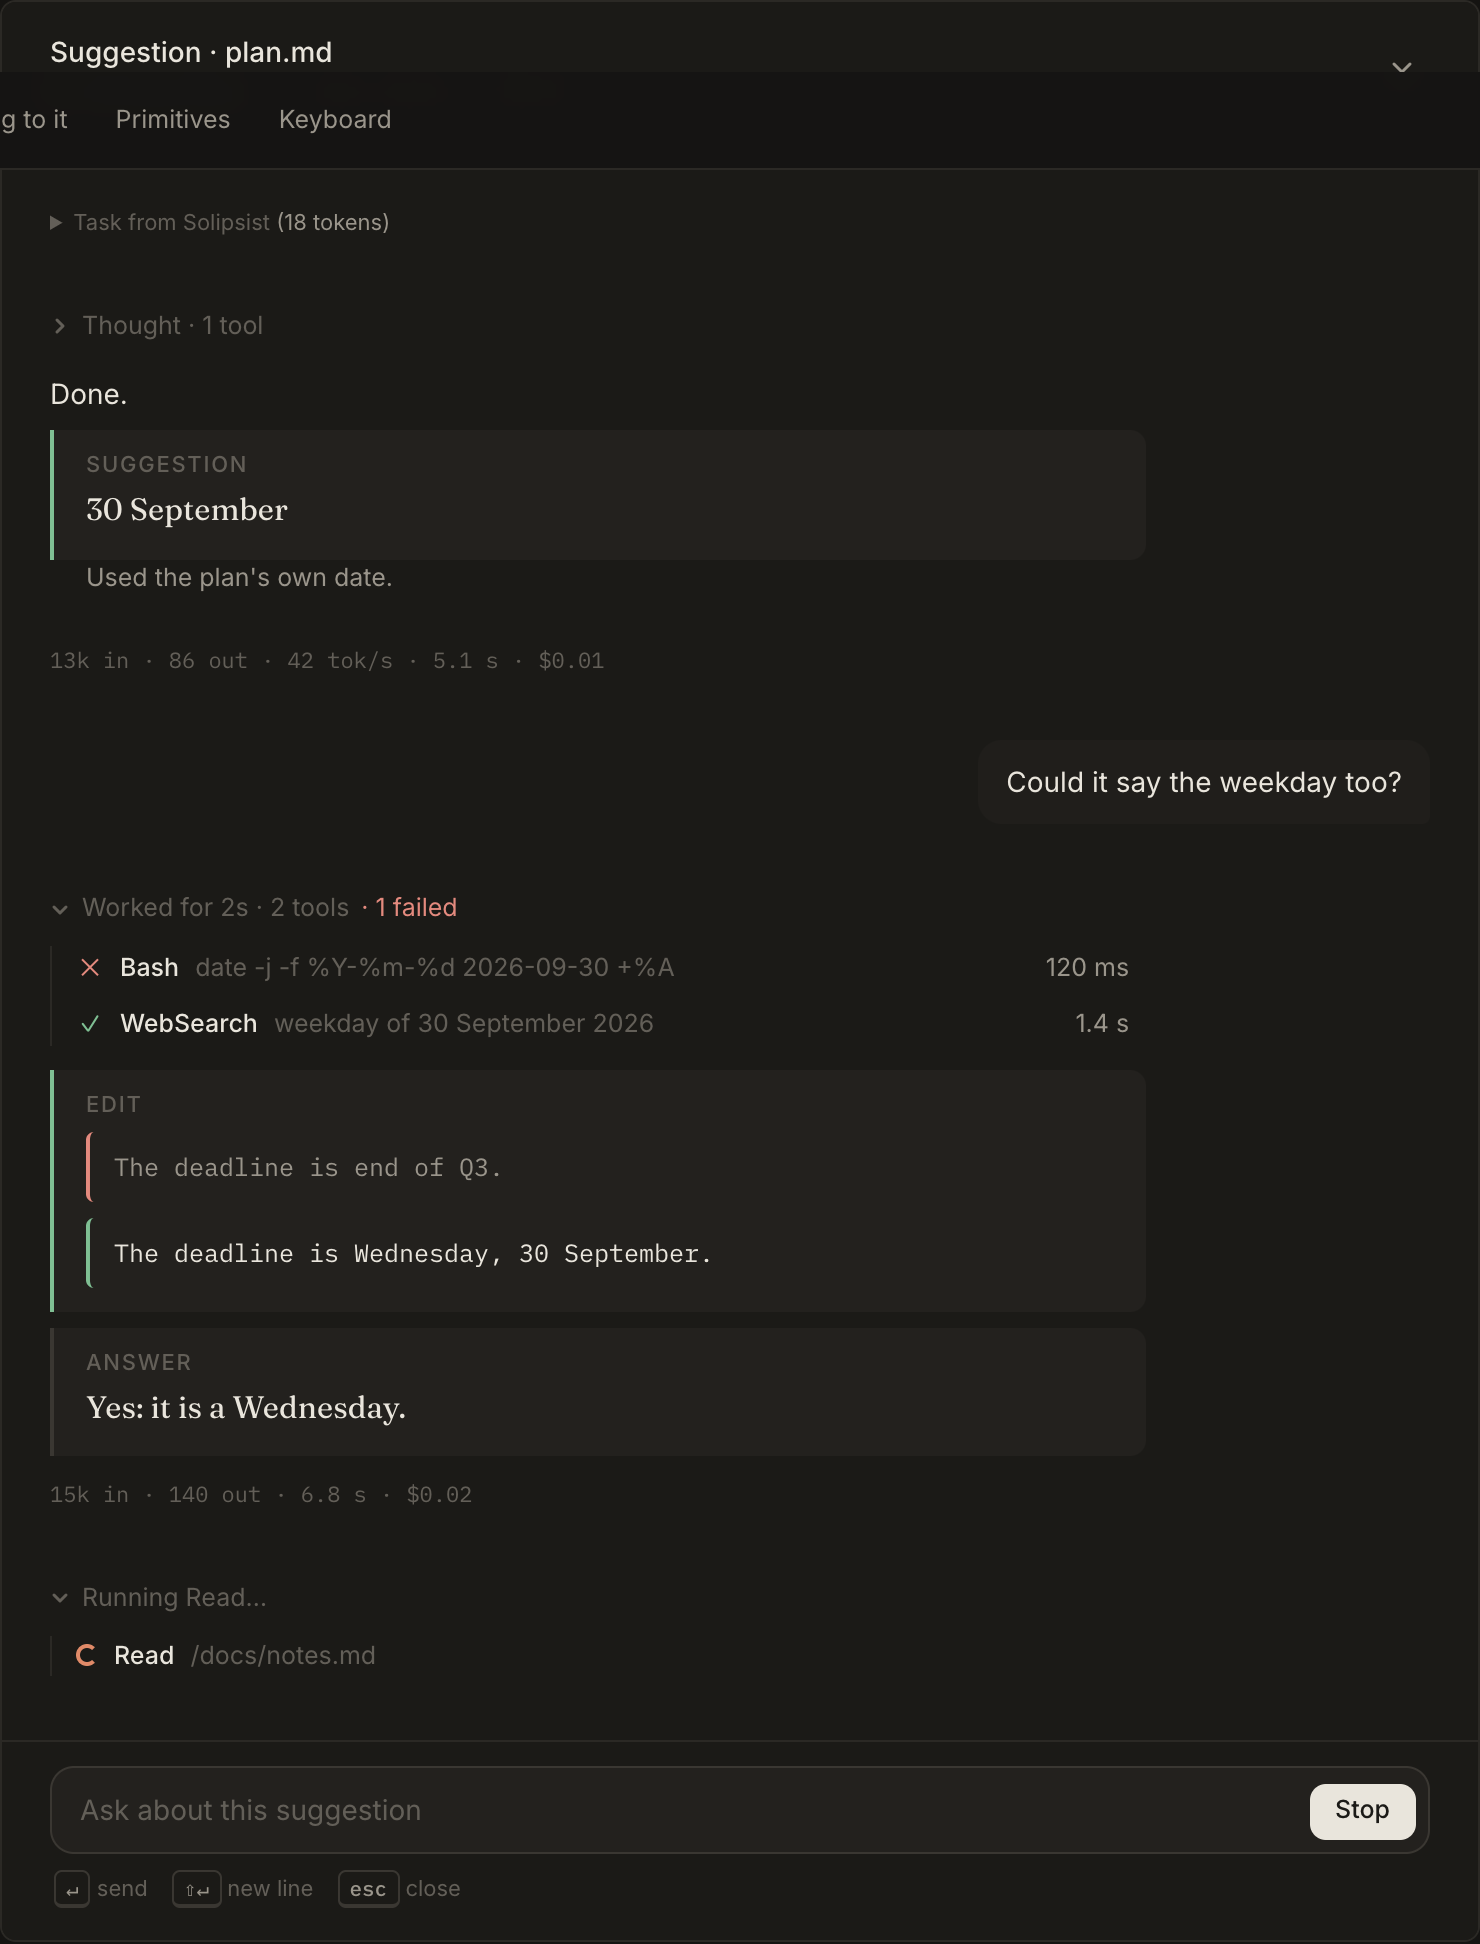 Suggestion · plan.md
g to it Primitives Keyboard
Task from Solipsist (18 tokens)
Thought · 1 tool
Done.
SUGGESTION
30 September
Used the plan's own date.
13k in · 86 out · 42 tok/s · 5.1 s · $0.01
Could it say the weekday too?
Worked for 2s · 2 tools · 1 failed
Bash date -j -f %Y-%m-%d 2026-09-30 +%A 120 ms
WebSearch weekday of 30 September 2026 1.4 s
EDIT
The deadline is end of Q3.
The deadline is Wednesday, 30 September.
ANSWER
Yes: it is a Wednesday.
15k in · 140 out · 6.8 s · $0.02
Running Read...
Read /docs/notes.md
Ask about this suggestion Stop
↵ send ⇧↵ new line esc close